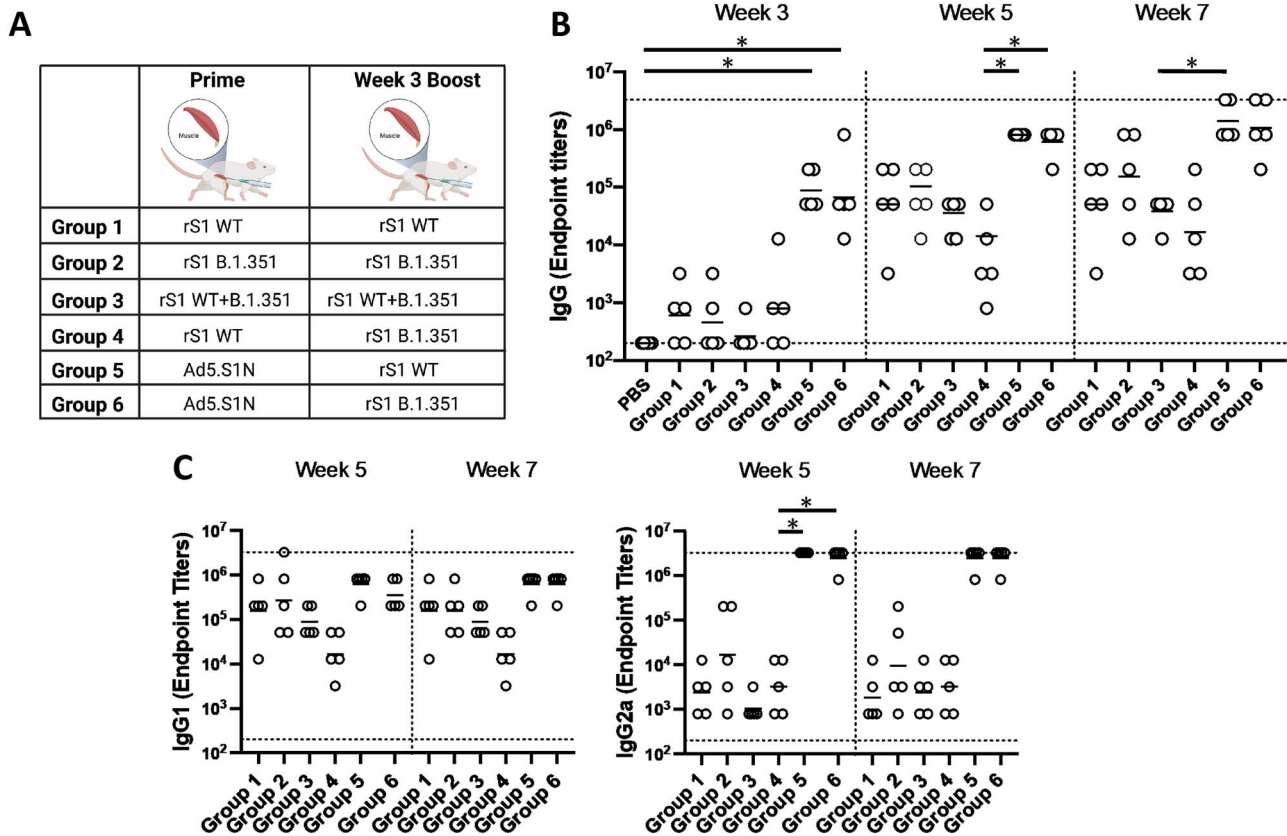 A
Prime Week 3 Boost
Muscle Muscle
Group 1 rS1 WT rS1 WT
Group 2 rS1 B.1.351 rS1 B.1.351
Group 3 rS1 WT+B.1.351 rS1 WT+B.1.351
Group 4 rS1 WT rS1 B.1.351
Group 5 Ad5.S1N rS1 WT
Group 6 Ad5.S1N rS1 B.1.351
B
Week 3 Week 5 Week 7
* * * * *
IgG (Endpoint titers)
10⁷
10⁶
10⁵
10⁴
10³
10²
PBS Group 1 Group 2 Group 3 Group 4 Group 5 Group 6 Group 1 Group 2 Group 3 Group 4 Group 5 Group 6 Group 1 Group 2 Group 3 Group 4 Group 5 Group 6
C
Week 5 Week 7
IgG1 (Endpoint Titers)
10⁷
10⁶
10⁵
10⁴
10³
10²
Group 1 Group 2 Group 3 Group 4 Group 5 Group 6 Group 1 Group 2 Group 3 Group 4 Group 5 Group 6
Week 5 Week 7
* *
IgG2a (Endpoint Titers)
10⁷
10⁶
10⁵
10⁴
10³
10²
Group 1 Group 2 Group 3 Group 4 Group 5 Group 6 Group 1 Group 2 Group 3 Group 4 Group 5 Group 6